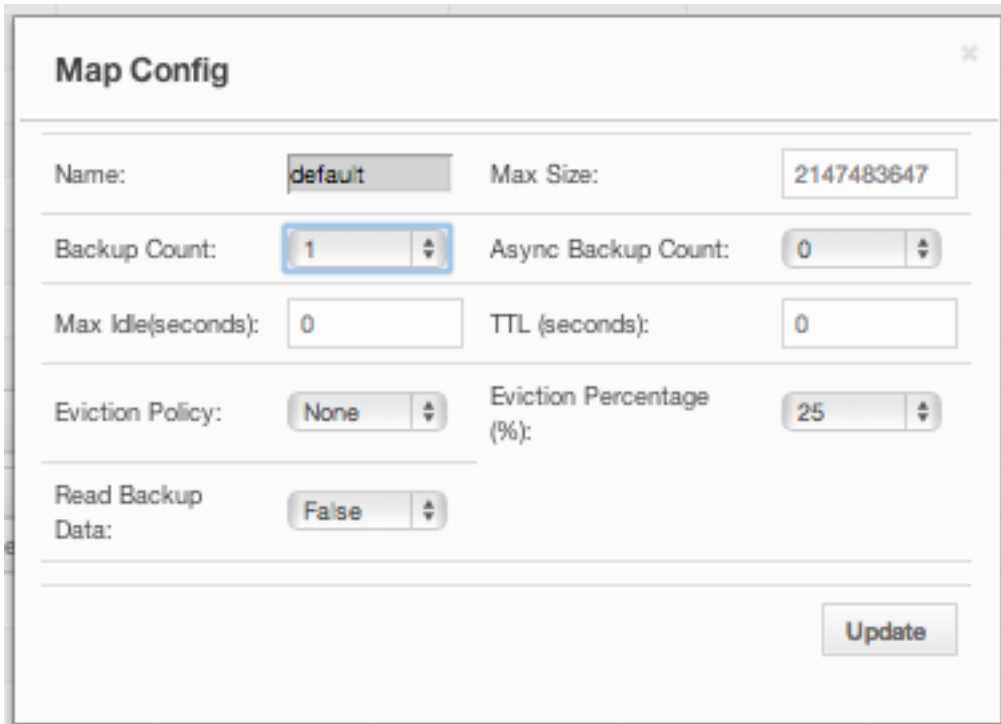 Map Config
×
Name: default Max Size: 2147483647
Backup Count: 1 Async Backup Count: 0
Max Idle(seconds): 0 TTL (seconds): 0
Eviction Policy: None Eviction Percentage
(%): 25
Read Backup
Data: False
Update